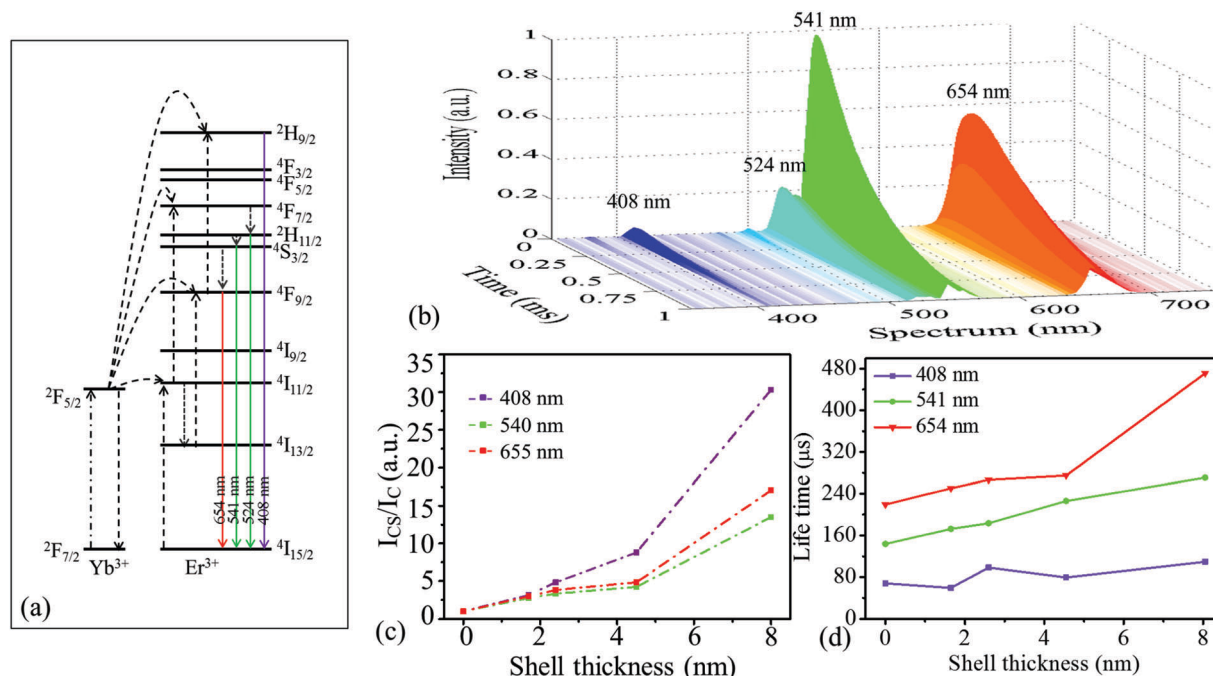 ²H₉/₂
⁴F₃/₂
⁴F₅/₂
⁴F₇/₂
²H₁₁/₂
⁴S₃/₂
⁴F₉/₂
⁴I₉/₂
²F₅/₂
⁴I₁₁/₂
⁴I₁₃/₂
654 nm
541 nm
524 nm
408 nm
²F₇/₂
⁴I₁₅/₂
Yb³⁺
Er³⁺
(a)
541 nm
654 nm
524 nm
408 nm
Intensity (a.u.)
1
0.8
0.6
0.4
0.2
0
0.25
0.5
0.75
1
Time (ms)
400
500
600
700
Spectrum (nm)
(b)
408 nm
540 nm
655 nm
I_CS/I_C (a.u.)
35
30
25
20
15
10
5
0
0
2
4
6
8
Shell thickness (nm)
(c)
408 nm
541 nm
654 nm
Life time (μs)
480
400
320
240
160
80
0
0
2
4
6
8
Shell thickness (nm)
(d)